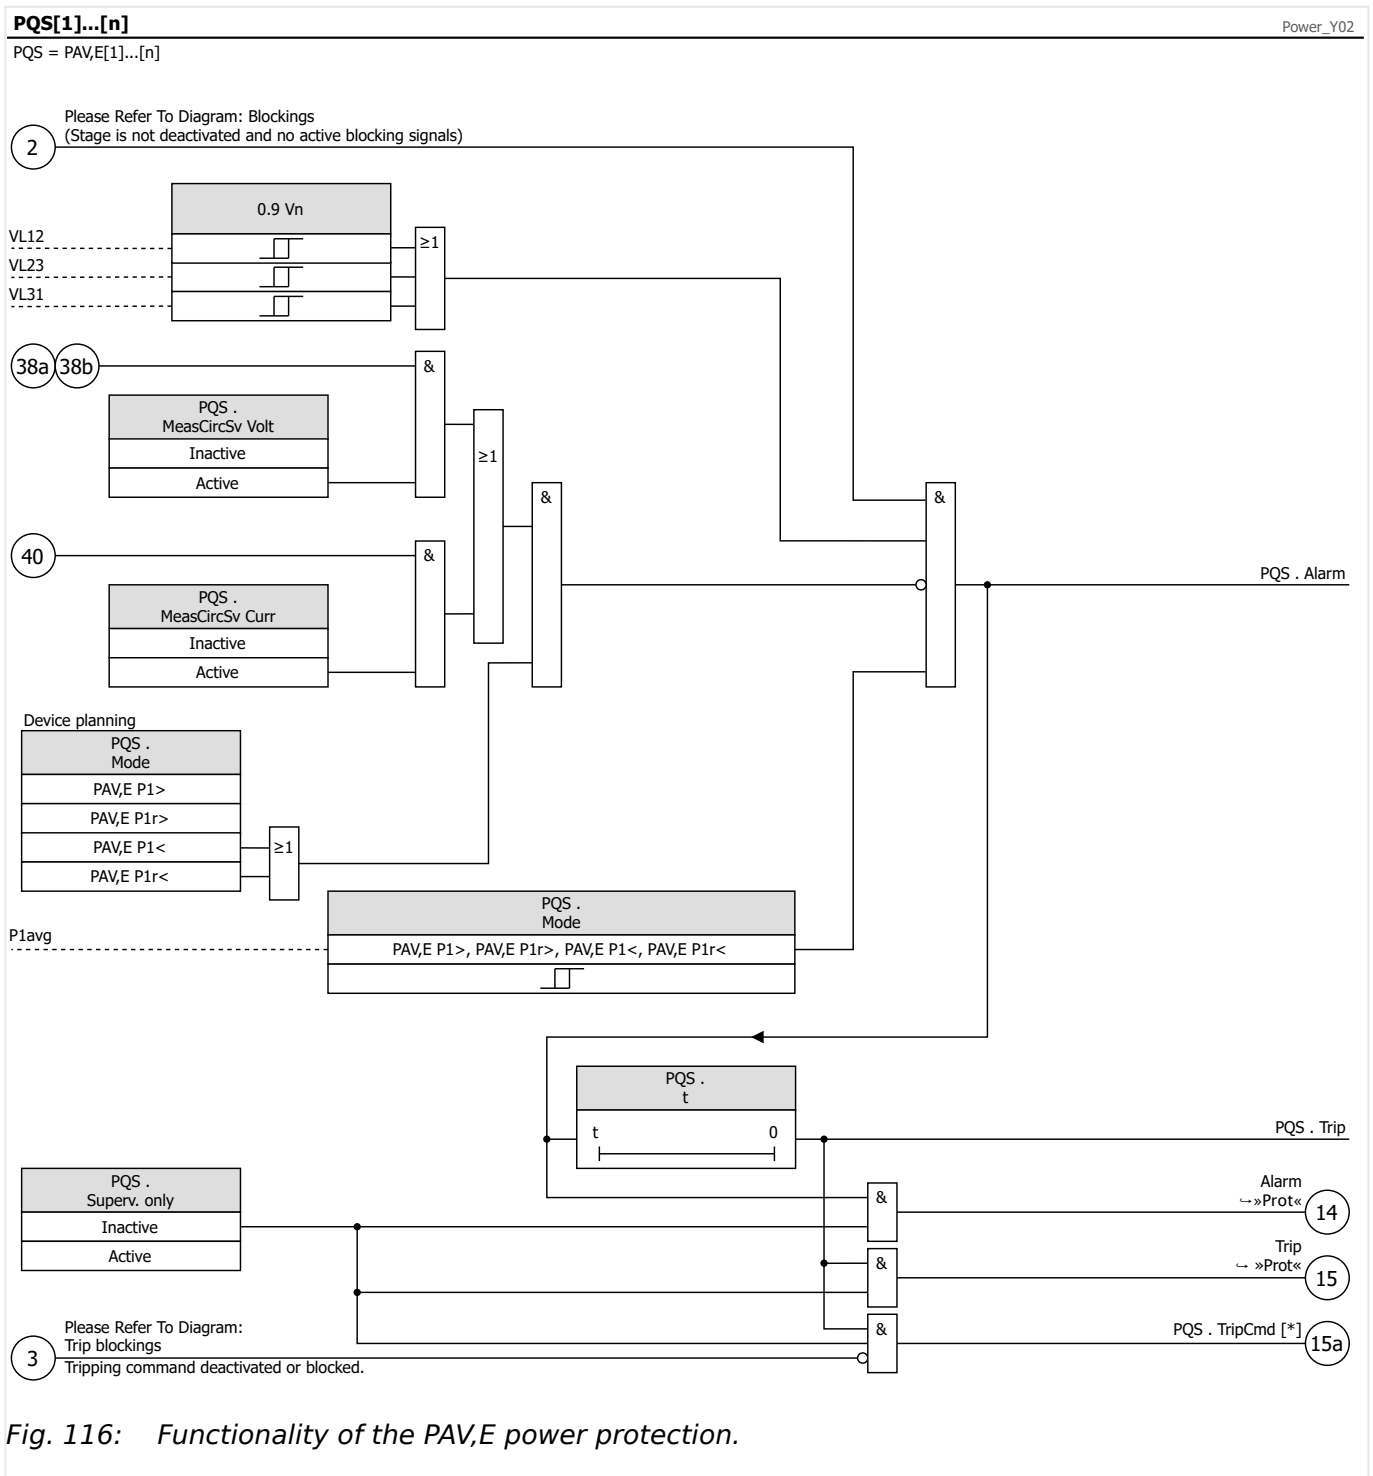 PQS[1]...[n]
Power_Y02
PQS = PAV,E[1]...[n]
Please Refer To Diagram: Blockings
(Stage is not deactivated and no active blocking signals)
2
0.9 Vn
VL12
≥1
VL23
VL31
38a 38b
&
PQS .
MeasCircSv Volt
Inactive
Active
≥1
&
&
40
&
PQS .
MeasCircSv Curr
Inactive
Active
PQS . Alarm
Device planning
PQS .
Mode
PAV,E P1>
PAV,E P1r>
PAV,E P1<
≥1
PAV,E P1r<
PQS .
Mode
P1avg
PAV,E P1>, PAV,E P1r>, PAV,E P1<, PAV,E P1r<
PQS .
t
t 0
PQS . Trip
PQS .
Superv. only
Inactive
Active
&
Alarm
↪»Prot«
14
&
Trip
↪ »Prot«
15
Please Refer To Diagram:
Trip blockings
3
Tripping command deactivated or blocked.
&
PQS . TripCmd [*]
15a
Fig. 116: Functionality of the PAV,E power protection.